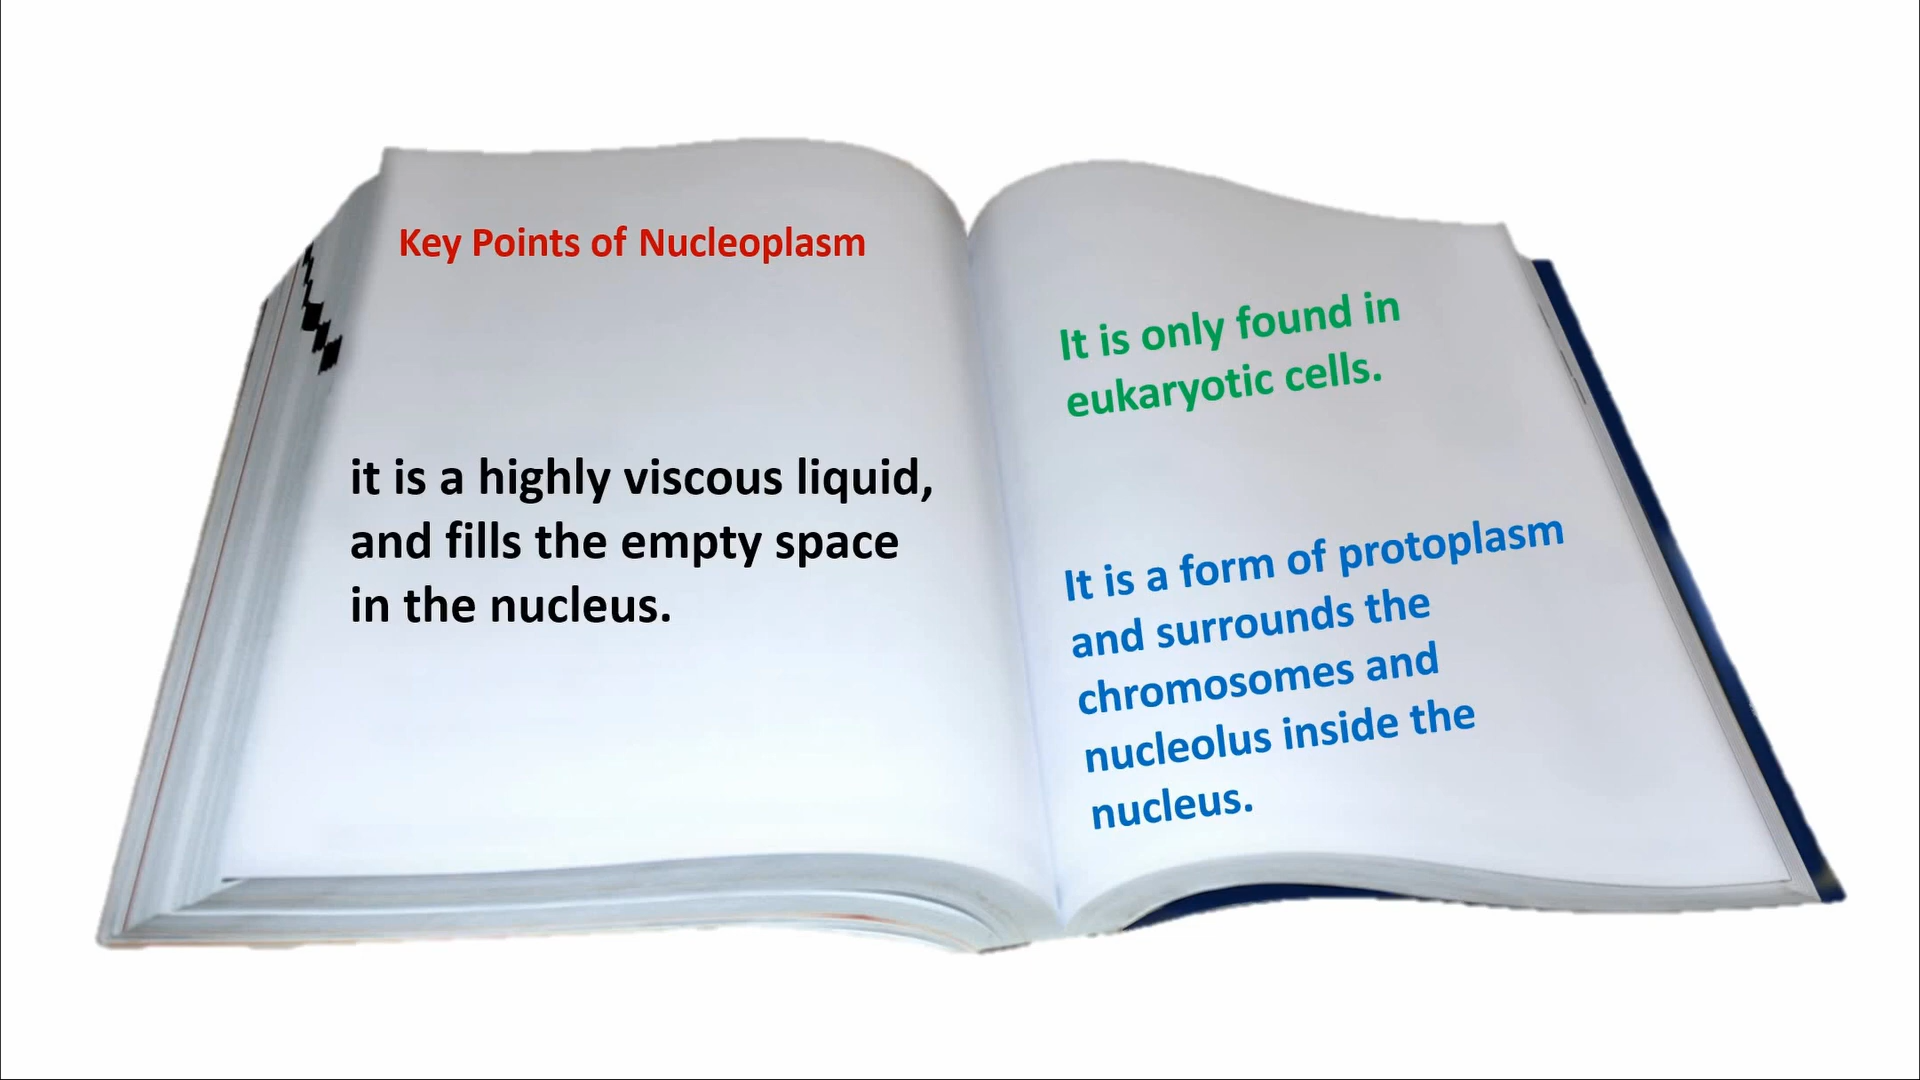 Key Points of Nucleoplasm
it is a highly viscous liquid,
and fills the empty space
in the nucleus.
It is only found in
eukaryotic cells.
It is a form of protoplasm
and surrounds the
chromosomes and
nucleolus inside the
nucleus.